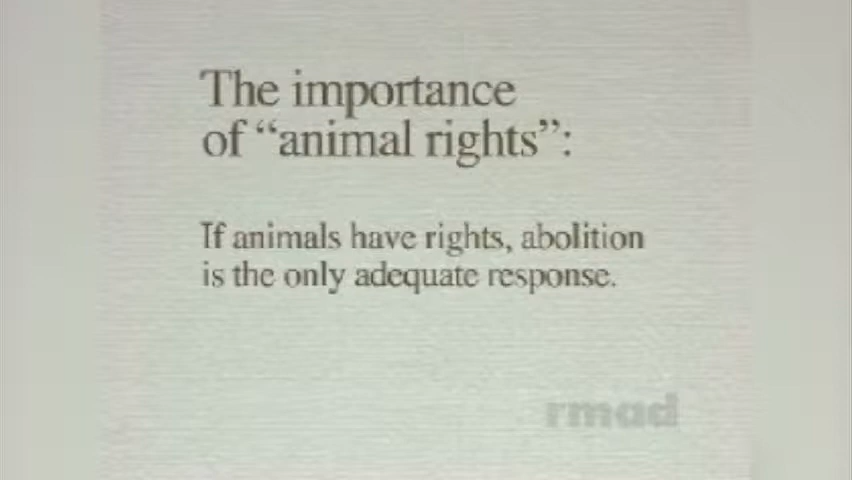 The importance
of “animal rights”:
If animals have rights, abolition
is the only adequate response.
rmad